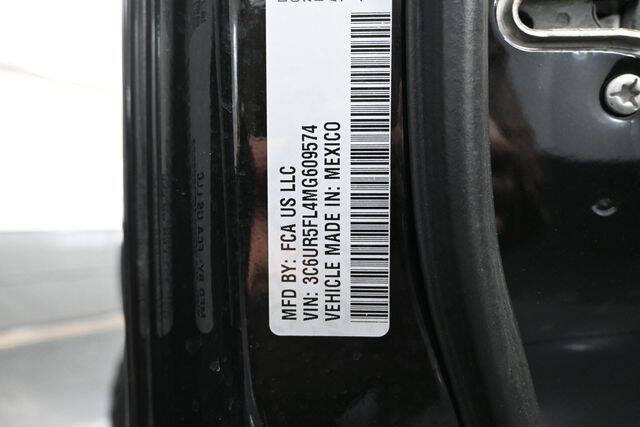 MFD BY: FCA US LLC
VIN: 3C6UR5FL4MG609574
VEHICLE MADE IN: MEXICO